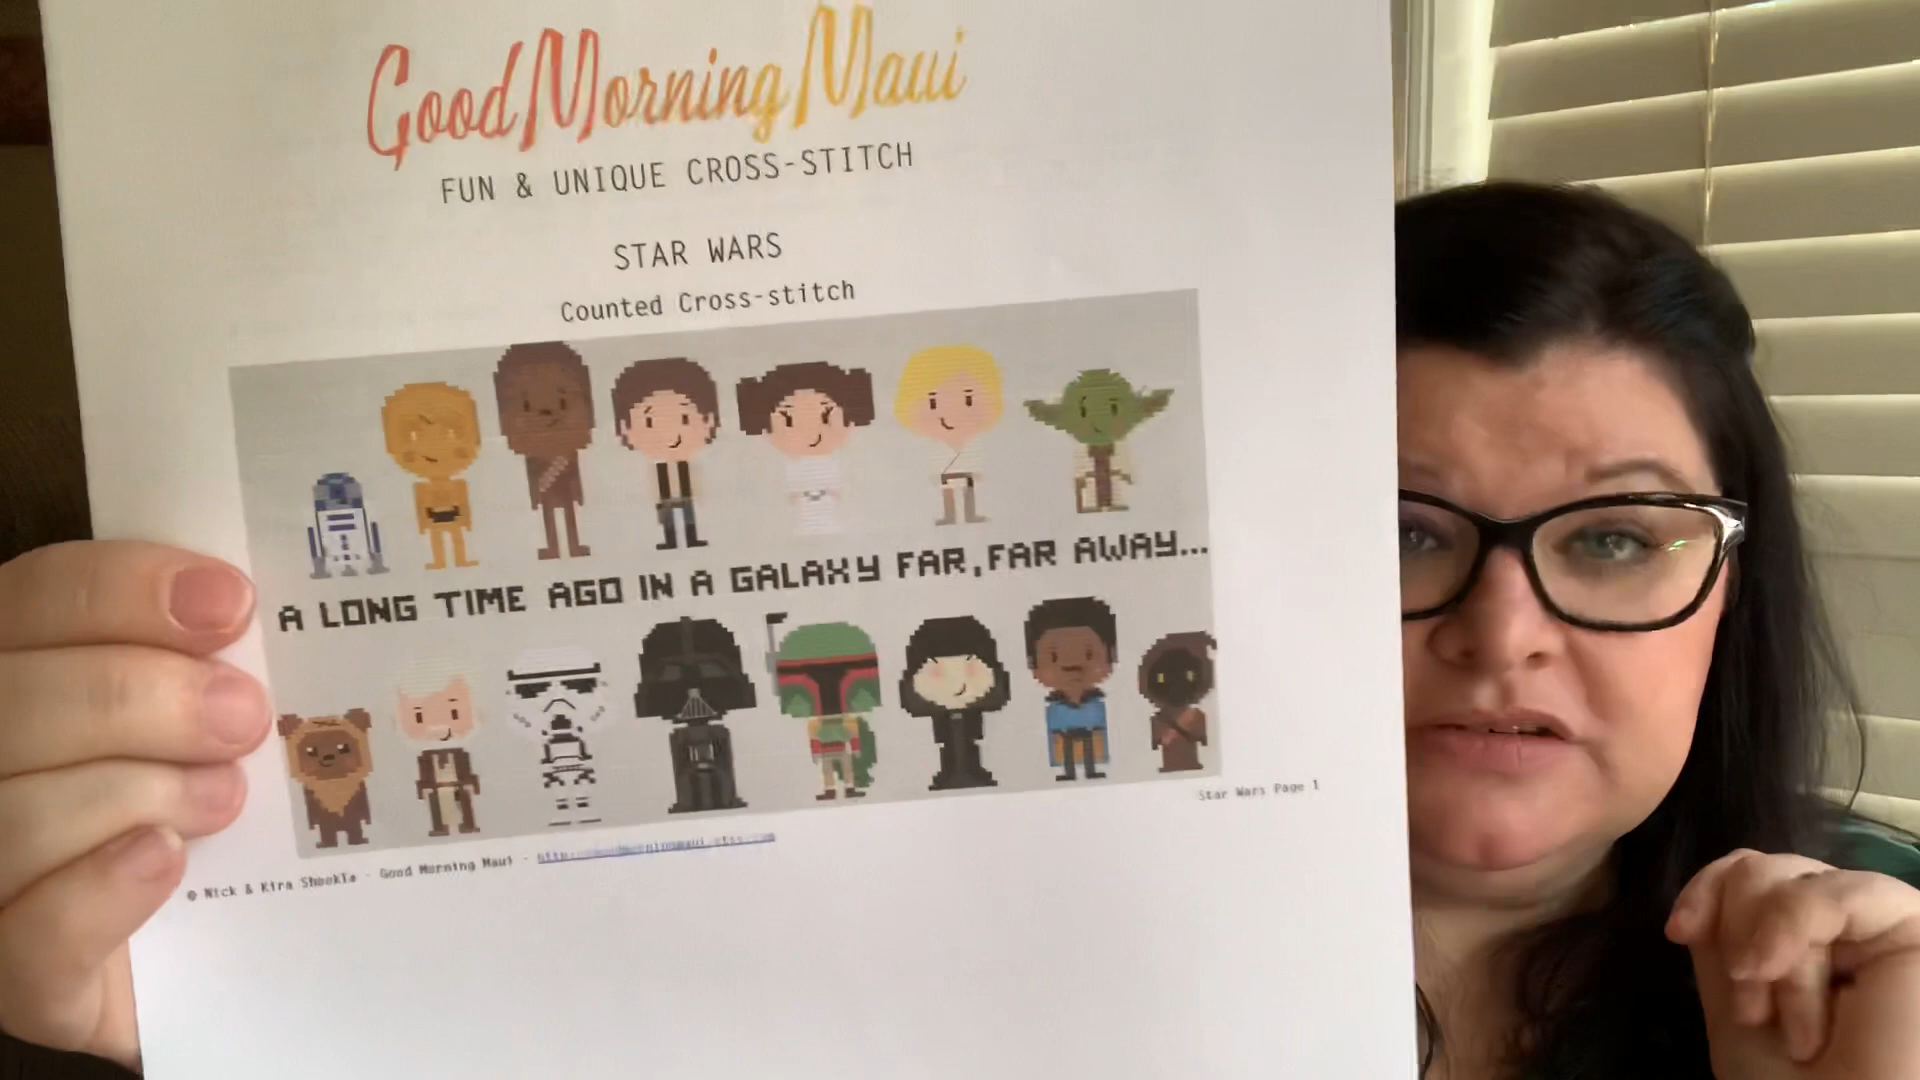 Good Morning Maui
FUN & UNIQUE CROSS-STITCH
STAR WARS
Counted Cross-stitch
A LONG TIME AGO IN A GALAXY FAR, FAR AWAY...
Star Wars Page 1
© Nick & Kira Good Morning Maui -